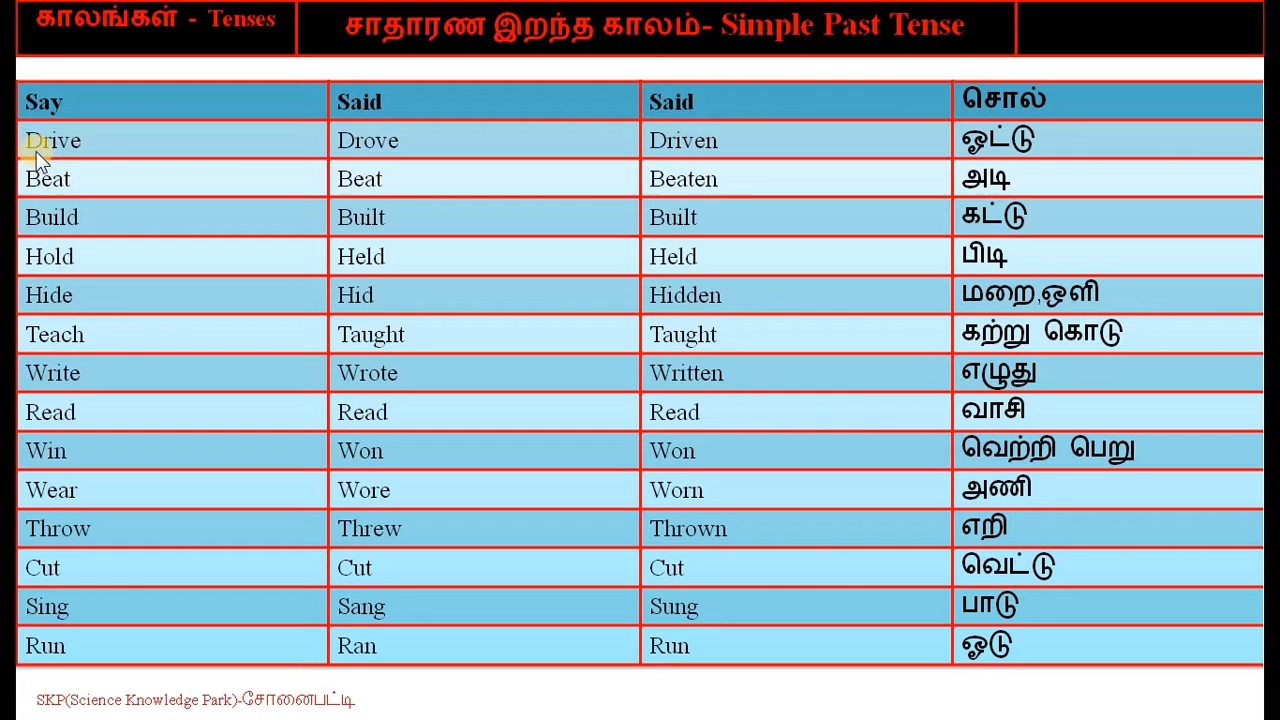 காலங்கள் - Tenses
சாதாரண இறந்த காலம்- Simple Past Tense
Say Said Said சொல்
Drive Drove Driven ஓட்டு
Beat Beat Beaten அடி
Build Built Built கட்டு
Hold Held Held பிடி
Hide Hid Hidden மறை,ஒளி
Teach Taught Taught கற்று கொடு
Write Wrote Written எழுது
Read Read Read வாசி
Win Won Won வெற்றி பெறு
Wear Wore Worn அணி
Throw Threw Thrown எறி
Cut Cut Cut வெட்டு
Sing Sang Sung பாடு
Run Ran Run ஓடு
SKP(Science Knowledge Park)-சோனைபட்டி